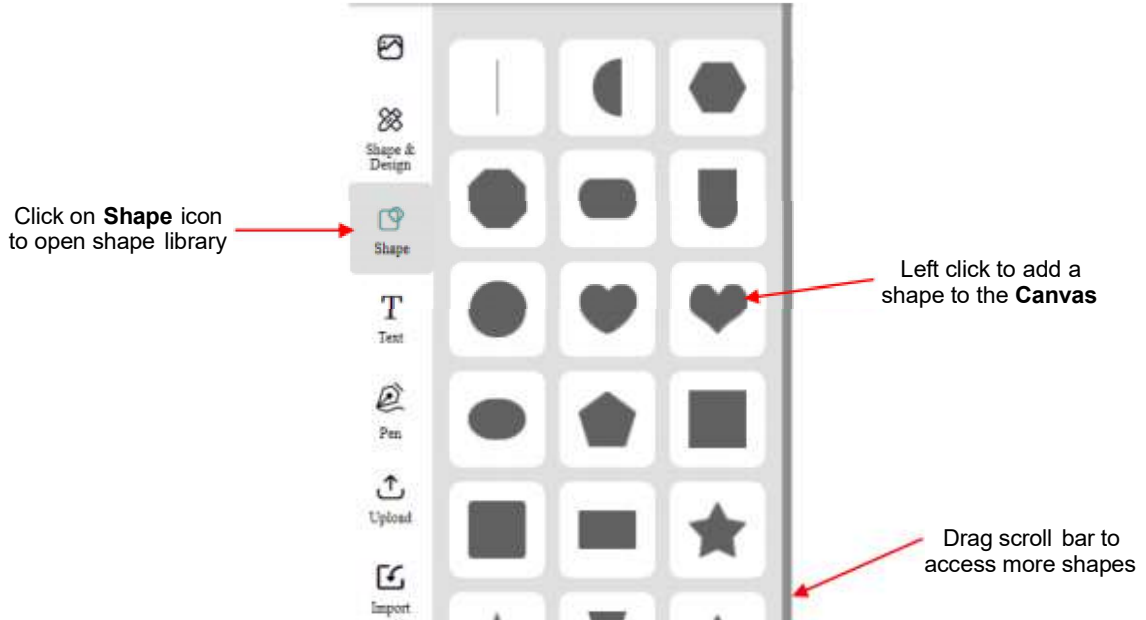 Shape &
Design
Click on Shape icon
to open shape library
Shape
Left click to add a
shape to the Canvas
Text
Pen
Upload
Drag scroll bar to
access more shapes
Import